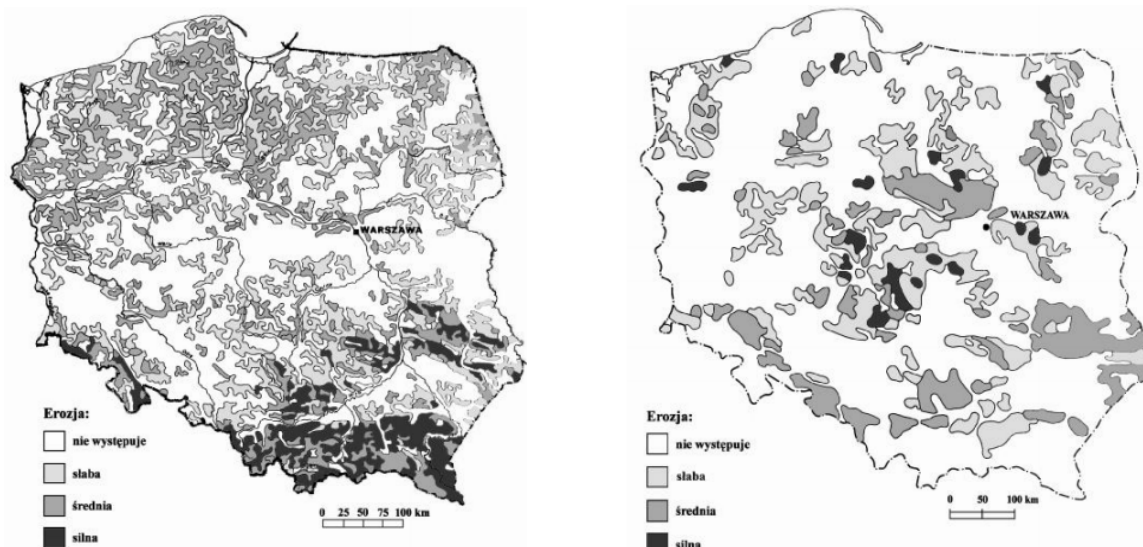 WARSZAWA
Erozja:
nie występuje
słaba
średnia
silna
0 25 50 75 100 km
WARSZAWA
Erozja:
nie występuje
słaba
średnia
silna
0 50 100 km